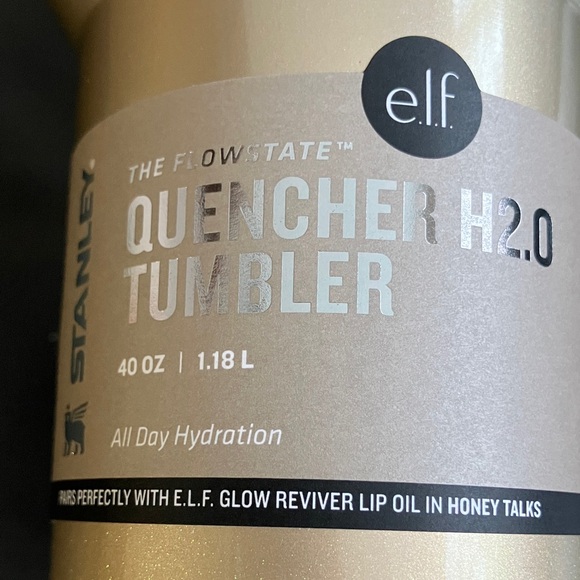 e.l.f.
STANLEY
THE FLOWSTATE™
QUENCHER H2.0
TUMBLER
40 OZ | 1.18 L
All Day Hydration
PAIRS PERFECTLY WITH E.L.F. GLOW REVIVER LIP OIL IN HONEY TALKS